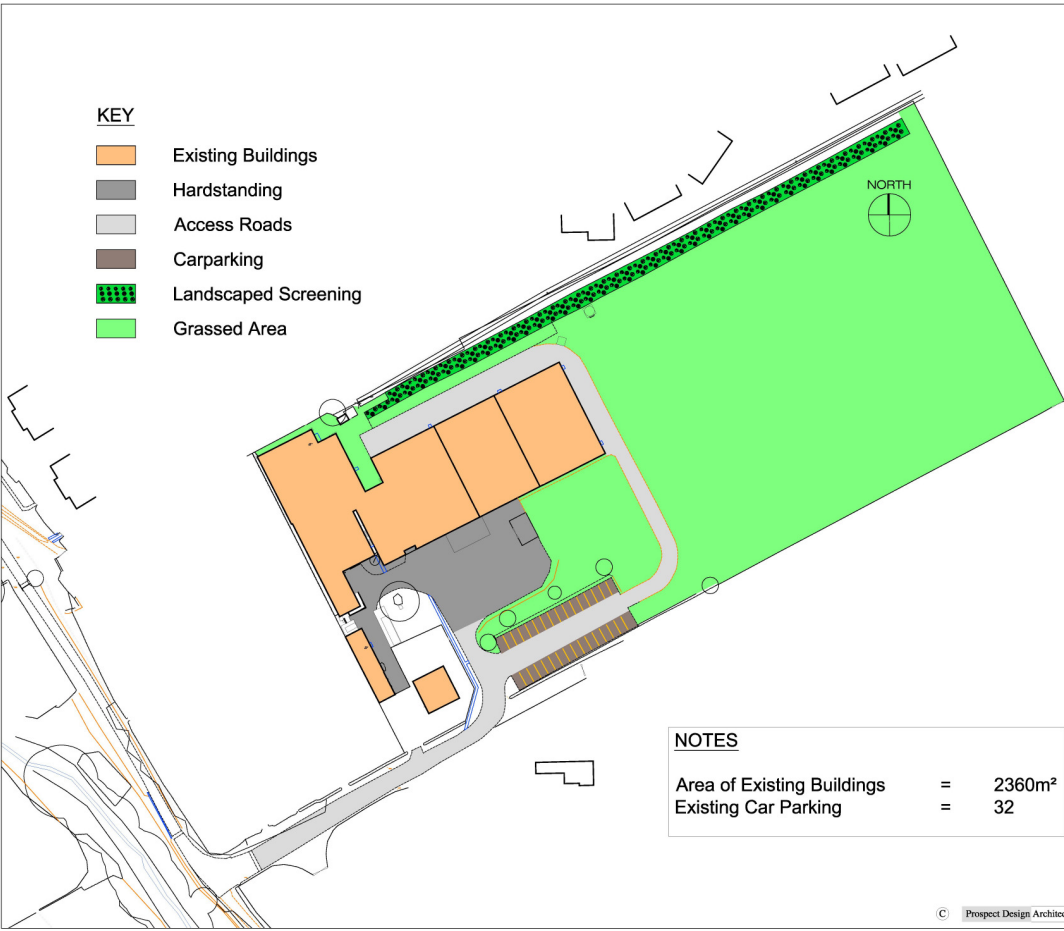 KEY
Existing Buildings
Hardstanding
Access Roads
Carparking
Landscaped Screening
Grassed Area
NORTH
NOTES
Area of Existing Buildings = 2360m²
Existing Car Parking = 32
© Prospect Design Architec